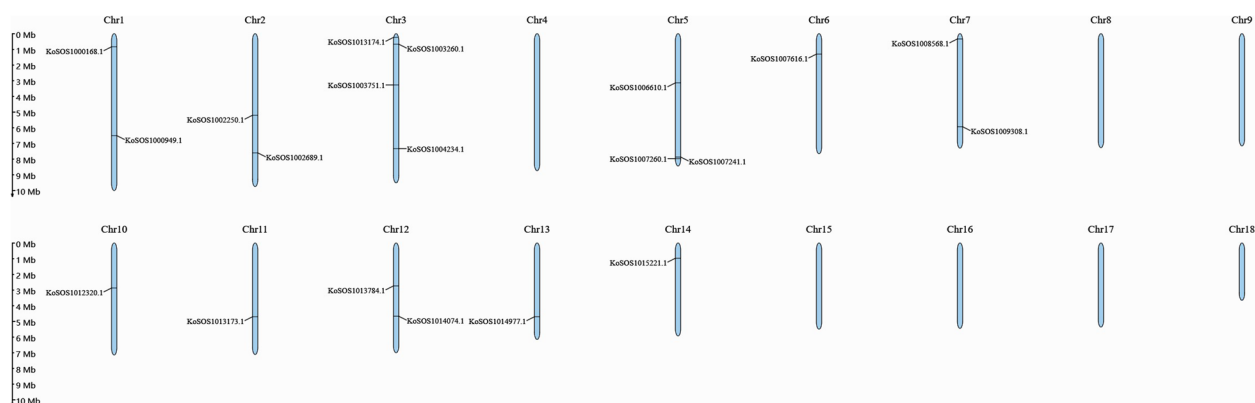 Chr1 Chr2 Chr3 Chr4 Chr5 Chr6 Chr7 Chr8 Chr9
0 Mb
1 Mb
2 Mb
3 Mb
4 Mb
5 Mb
6 Mb
7 Mb
8 Mb
9 Mb
10 Mb
KoSOS1000168.1
KoSOS1000949.1
KoSOS1002250.1
KoSOS1002689.1
KoSOS1013174.1
KoSOS1003260.1
KoSOS1003751.1
KoSOS1004234.1
KoSOS1006610.1
KoSOS1007260.1
KoSOS1007241.1
KoSOS1007616.1
KoSOS1008568.1
KoSOS1009308.1
Chr10 Chr11 Chr12 Chr13 Chr14 Chr15 Chr16 Chr17 Chr18
0 Mb
1 Mb
2 Mb
3 Mb
4 Mb
5 Mb
6 Mb
7 Mb
8 Mb
9 Mb
10 Mb
KoSOS1012320.1
KoSOS1013173.1
KoSOS1013784.1
KoSOS1014074.1
KoSOS1014977.1
KoSOS1015221.1